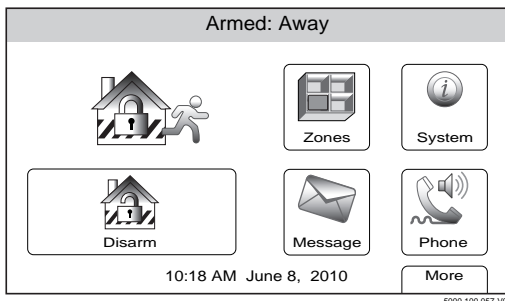 Armed: Away
Zones
System
Disarm
Message
Phone
10:18 AM June 8, 2010
More